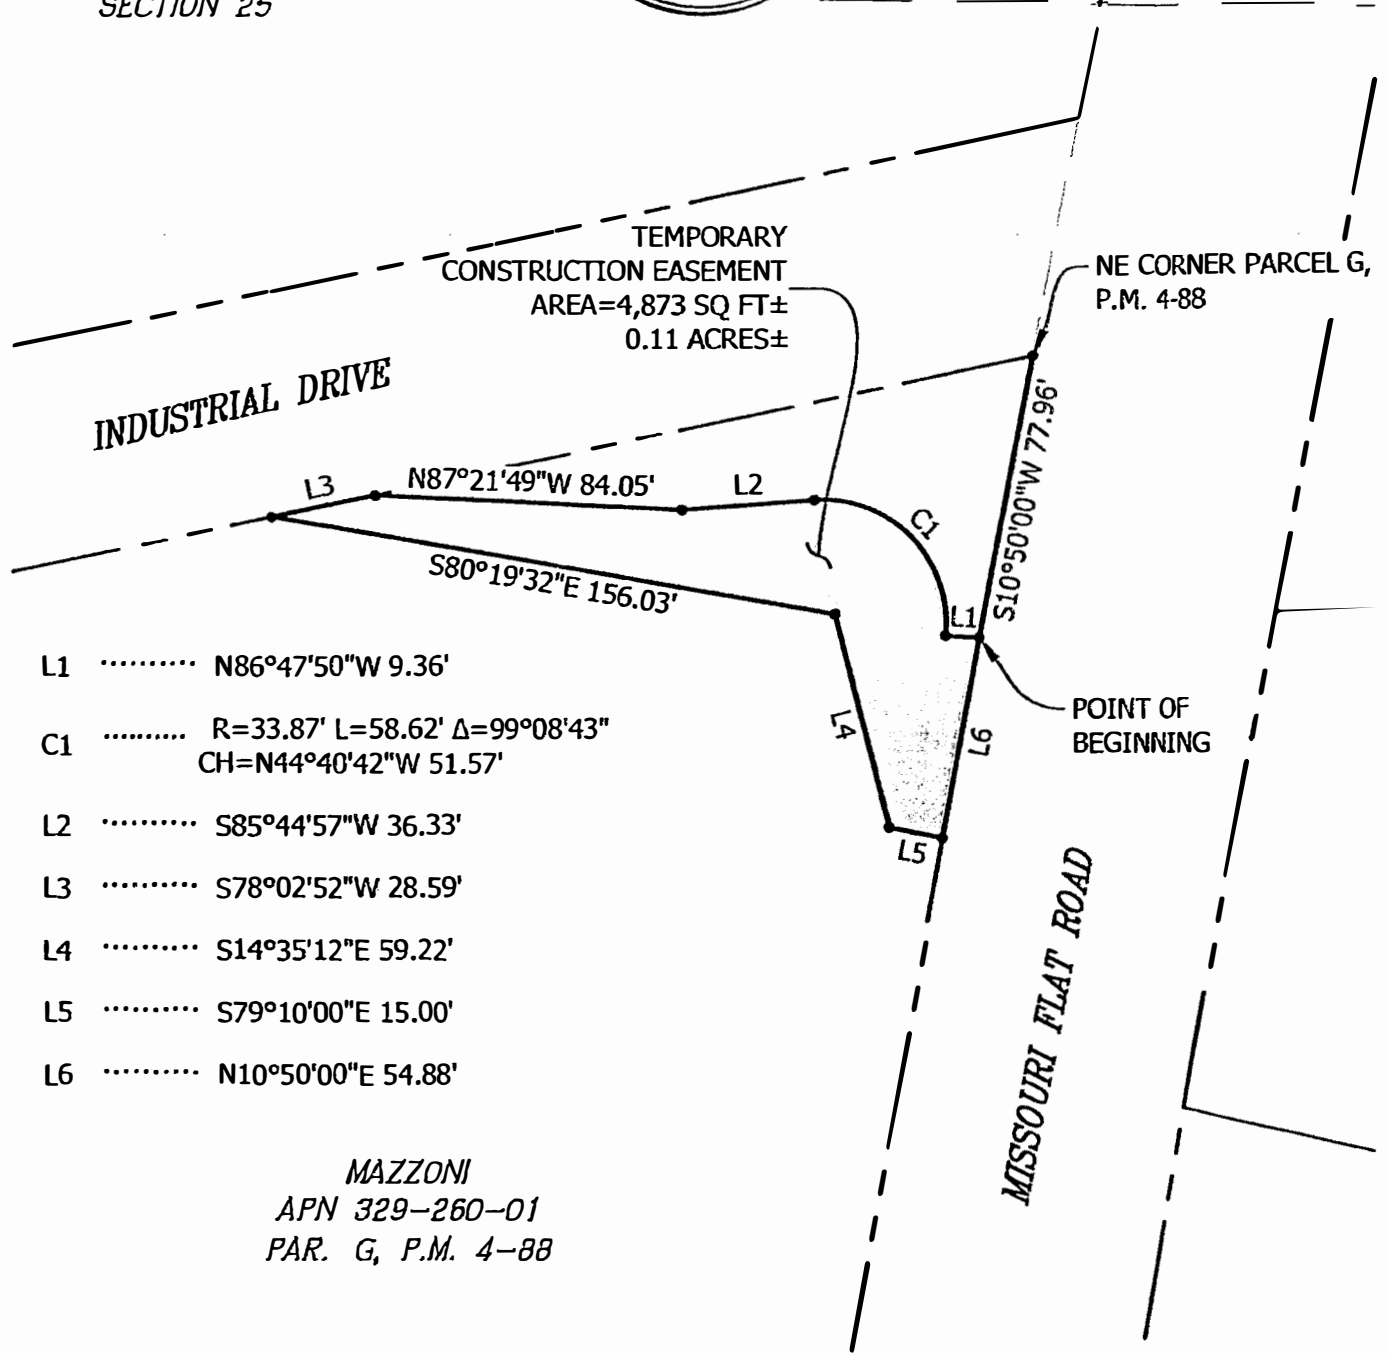 SECTION 25
TEMPORARY
CONSTRUCTION EASEMENT
AREA=4,873 SQ FT±
0.11 ACRES±
NE CORNER PARCEL G,
P.M. 4-88
INDUSTRIAL DRIVE
L3
N87°21'49"W 84.05'
L2
C1
S10°50'00"W 77.96'
S80°19'32"E 156.03'
L1
L4
L6
L5
POINT OF
BEGINNING
L1 .......... N86°47'50"W 9.36'
C1 .......... R=33.87' L=58.62' Δ=99°08'43"
CH=N44°40'42"W 51.57'
L2 .......... S85°44'57"W 36.33'
L3 .......... S78°02'52"W 28.59'
L4 .......... S14°35'12"E 59.22'
L5 .......... S79°10'00"E 15.00'
L6 .......... N10°50'00"E 54.88'
MISSOURI FLAT ROAD
MAZZONI
APN 329-260-01
PAR. G, P.M. 4-88